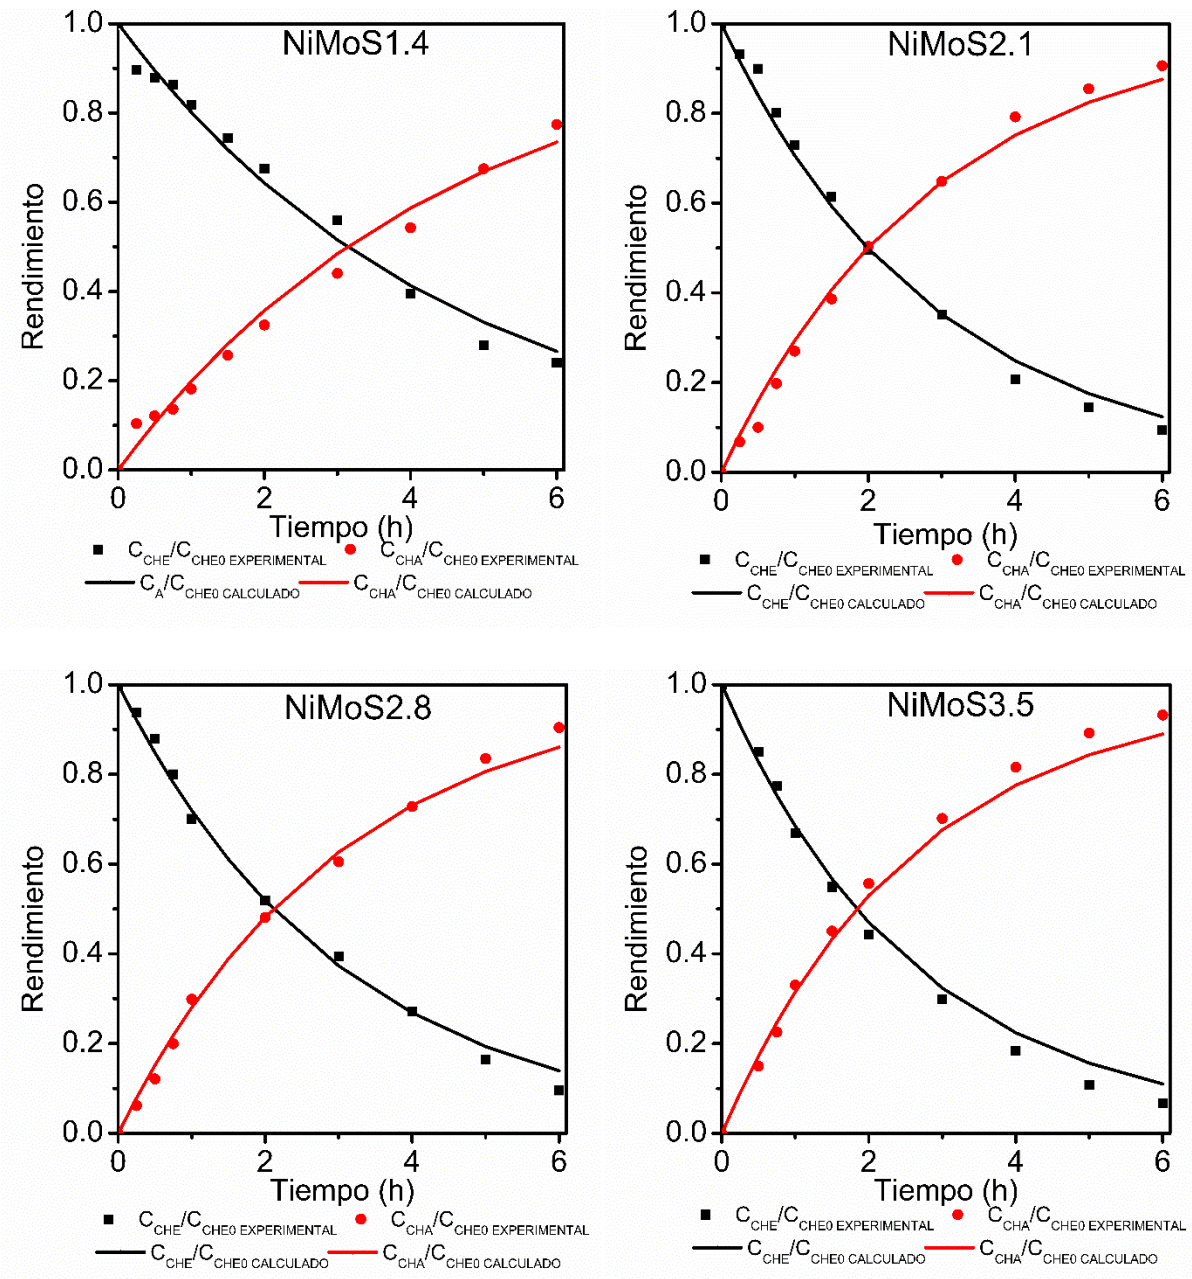 NiMoS1.4
Rendimiento
1.0
0.8
0.6
0.4
0.2
0.0
0 2 4 6
Tiempo (h)
C_CHE/C_CHE0 EXPERIMENTAL C_CHA/C_CHE0 EXPERIMENTAL
C_A/C_CHE0 CALCULADO C_CHA/C_CHE0 CALCULADO
NiMoS2.1
Rendimiento
1.0
0.8
0.6
0.4
0.2
0.0
0 2 4 6
Tiempo (h)
C_CHE/C_CHE0 EXPERIMENTAL C_CHA/C_CHE0 EXPERIMENTAL
C_CHE/C_CHE0 CALCULADO C_CHA/C_CHE0 CALCULADO
NiMoS2.8
Rendimiento
1.0
0.8
0.6
0.4
0.2
0.0
0 2 4 6
Tiempo (h)
C_CHE/C_CHE0 EXPERIMENTAL C_CHA/C_CHE0 EXPERIMENTAL
C_CHE/C_CHE0 CALCULADO C_CHA/C_CHE0 CALCULADO
NiMoS3.5
Rendimiento
1.0
0.8
0.6
0.4
0.2
0.0
0 2 4 6
Tiempo (h)
C_CHE/C_CHE0 EXPERIMENTAL C_CHA/C_CHE0 EXPERIMENTAL
C_CHE/C_CHE0 CALCULADO C_CHA/C_CHE0 CALCULADO